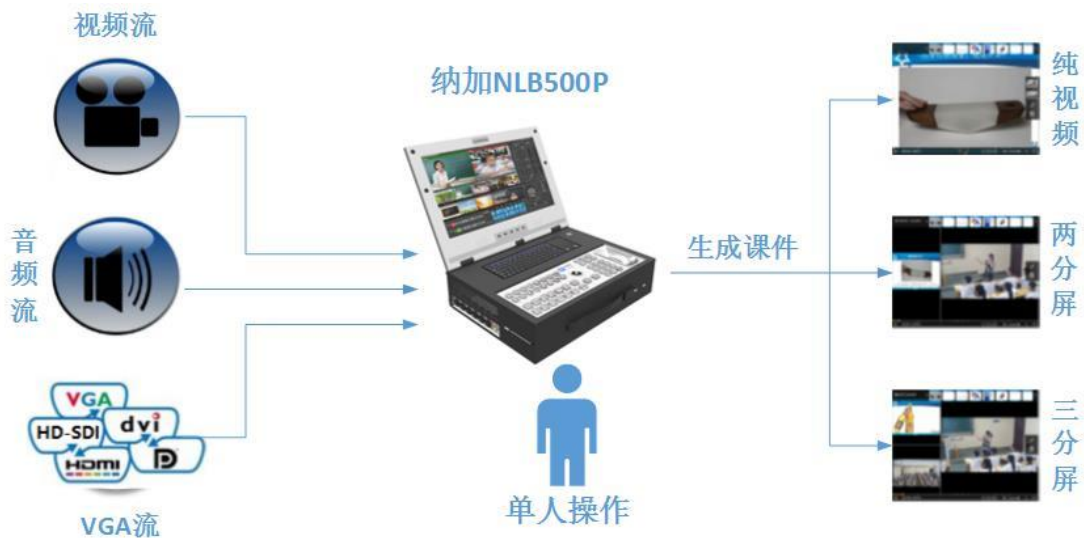 视频流
音频流
VGA
HD-SDI
dvi
HDMI
VGA流
纳加NLB500P
单人操作
生成课件
纯视频
两分屏
三分屏